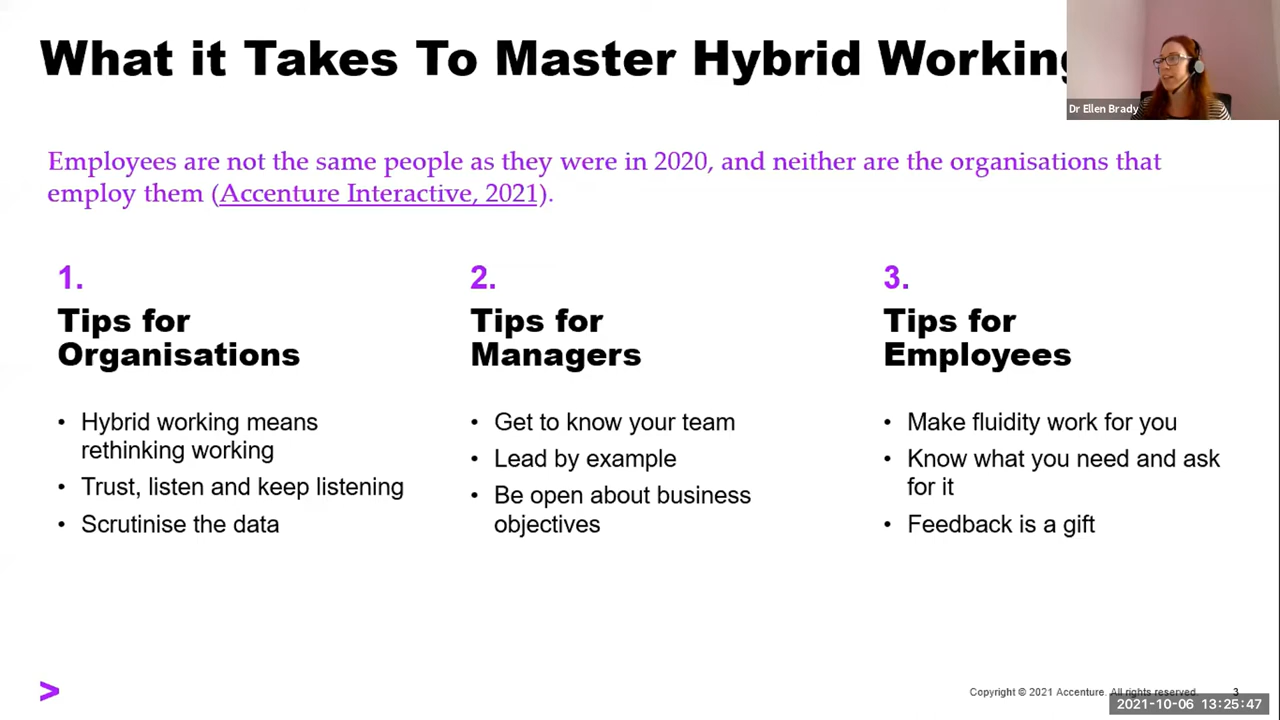 What it Takes To Master Hybrid Working
Dr Ellen Brady
Employees are not the same people as they were in 2020, and neither are the organisations that
employ them (Accenture Interactive, 2021).
1.
Tips for
Organisations
• Hybrid working means
rethinking working
• Trust, listen and keep listening
• Scrutinise the data
2.
Tips for
Managers
• Get to know your team
• Lead by example
• Be open about business
objectives
3.
Tips for
Employees
• Make fluidity work for you
• Know what you need and ask
for it
• Feedback is a gift
>
Copyright © 2021 Accenture. All rights reserved. 3
2021-10-06 13:25:47